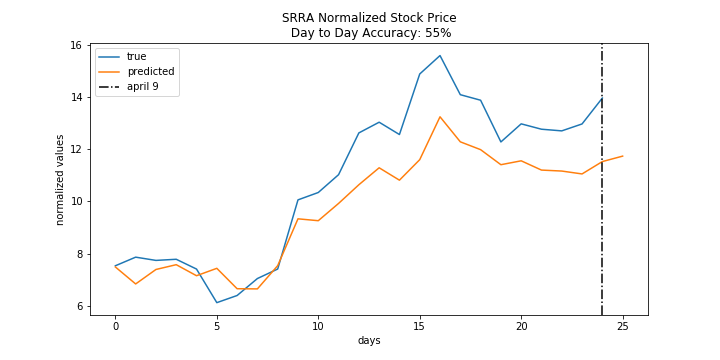 SRRA Normalized Stock Price
Day to Day Accuracy: 55%
true
predicted
april 9
normalized values
16
14
12
10
8
6
0
5
10
15
20
25
days